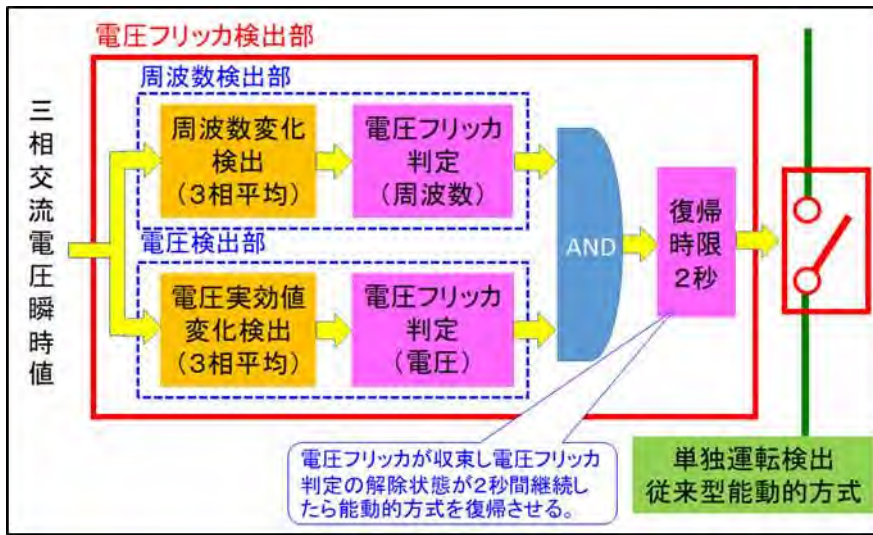 電圧フリッカ検出部
三相交流電圧瞬時値
周波数検出部
周波数変化
検出
(3相平均)
電圧フリッカ
判定
(周波数)
電圧検出部
電圧実効値
変化検出
(3相平均)
電圧フリッカ
判定
(電圧)
AND
復帰
時限
2秒
電圧フリッカが収束し電圧フリッカ
判定の解除状態が2秒間継続し
たら能動的方式を復帰させる。
単独運転検出
従来型能動的方式